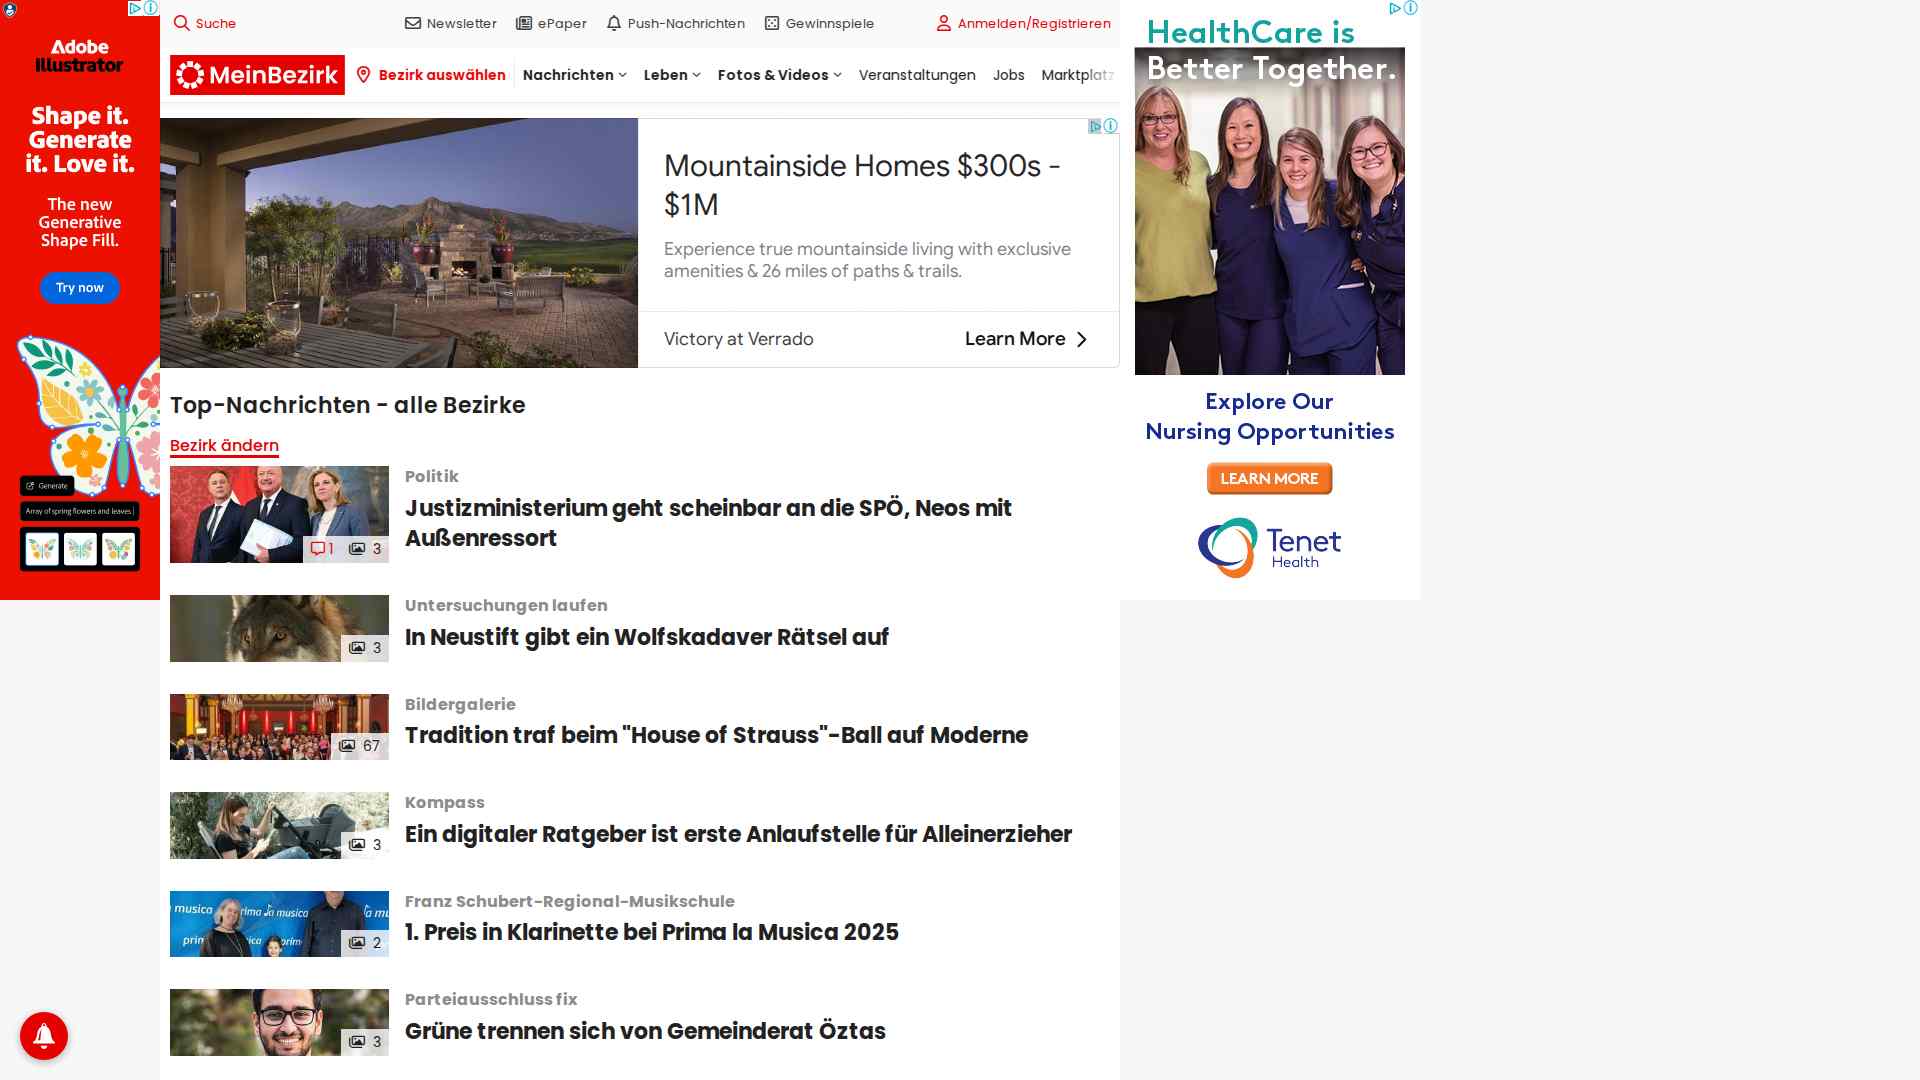 Suche
Newsletter
ePaper
Push-Nachrichten
Gewinnspiele
Anmelden/Registrieren
MeinBezirk
Bezirk auswählen
Nachrichten
Leben
Fotos & Videos
Veranstaltungen
Jobs
Marktplatz
Adobe
Illustrator
Shape it.
Generate
it. Love it.
The new
Generative
Shape Fill.
Try now
Generate
Array of spring flowers and leaves
Mountainside Homes $300s -
$1M
Experience true mountainside living with exclusive
amenities & 26 miles of paths & trails.
Victory at Verrado
Learn More
HealthCare is
Better Together.
Explore Our
Nursing Opportunities
LEARN MORE
Tenet
Health
Top-Nachrichten - alle Bezirke
Bezirk ändern
1 3
Politik
Justizministerium geht scheinbar an die SPÖ, Neos mit
Außenressort
3
Untersuchungen laufen
In Neustift gibt ein Wolfskadaver Rätsel auf
67
Bildergalerie
Tradition traf beim "House of Strauss"-Ball auf Moderne
3
Kompass
Ein digitaler Ratgeber ist erste Anlaufstelle für Alleinerzieher
musica prima la musica
2
Franz Schubert-Regional-Musikschule
1. Preis in Klarinette bei Prima la Musica 2025
3
Parteiausschluss fix
Grüne trennen sich von Gemeinderat Öztas